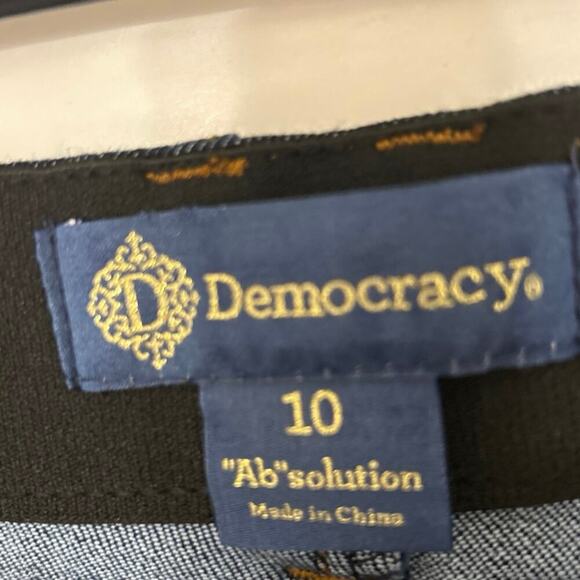 D Democracy®
10
"Ab"solution
Made in China